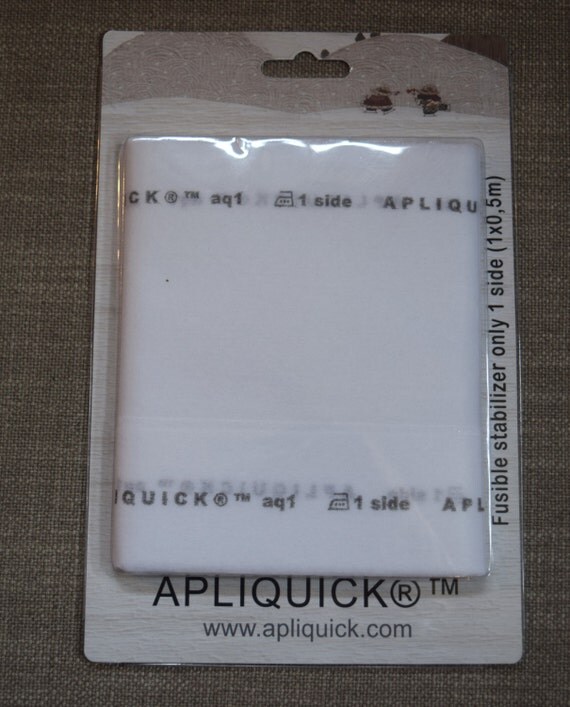 CK®™ aq1 1 side APLIQU
IQUICK®™ aq1 1 side APL
Fusible stabilizer only 1 side (1x0,5m)
APLIQUICK®™
www.apliquick.com